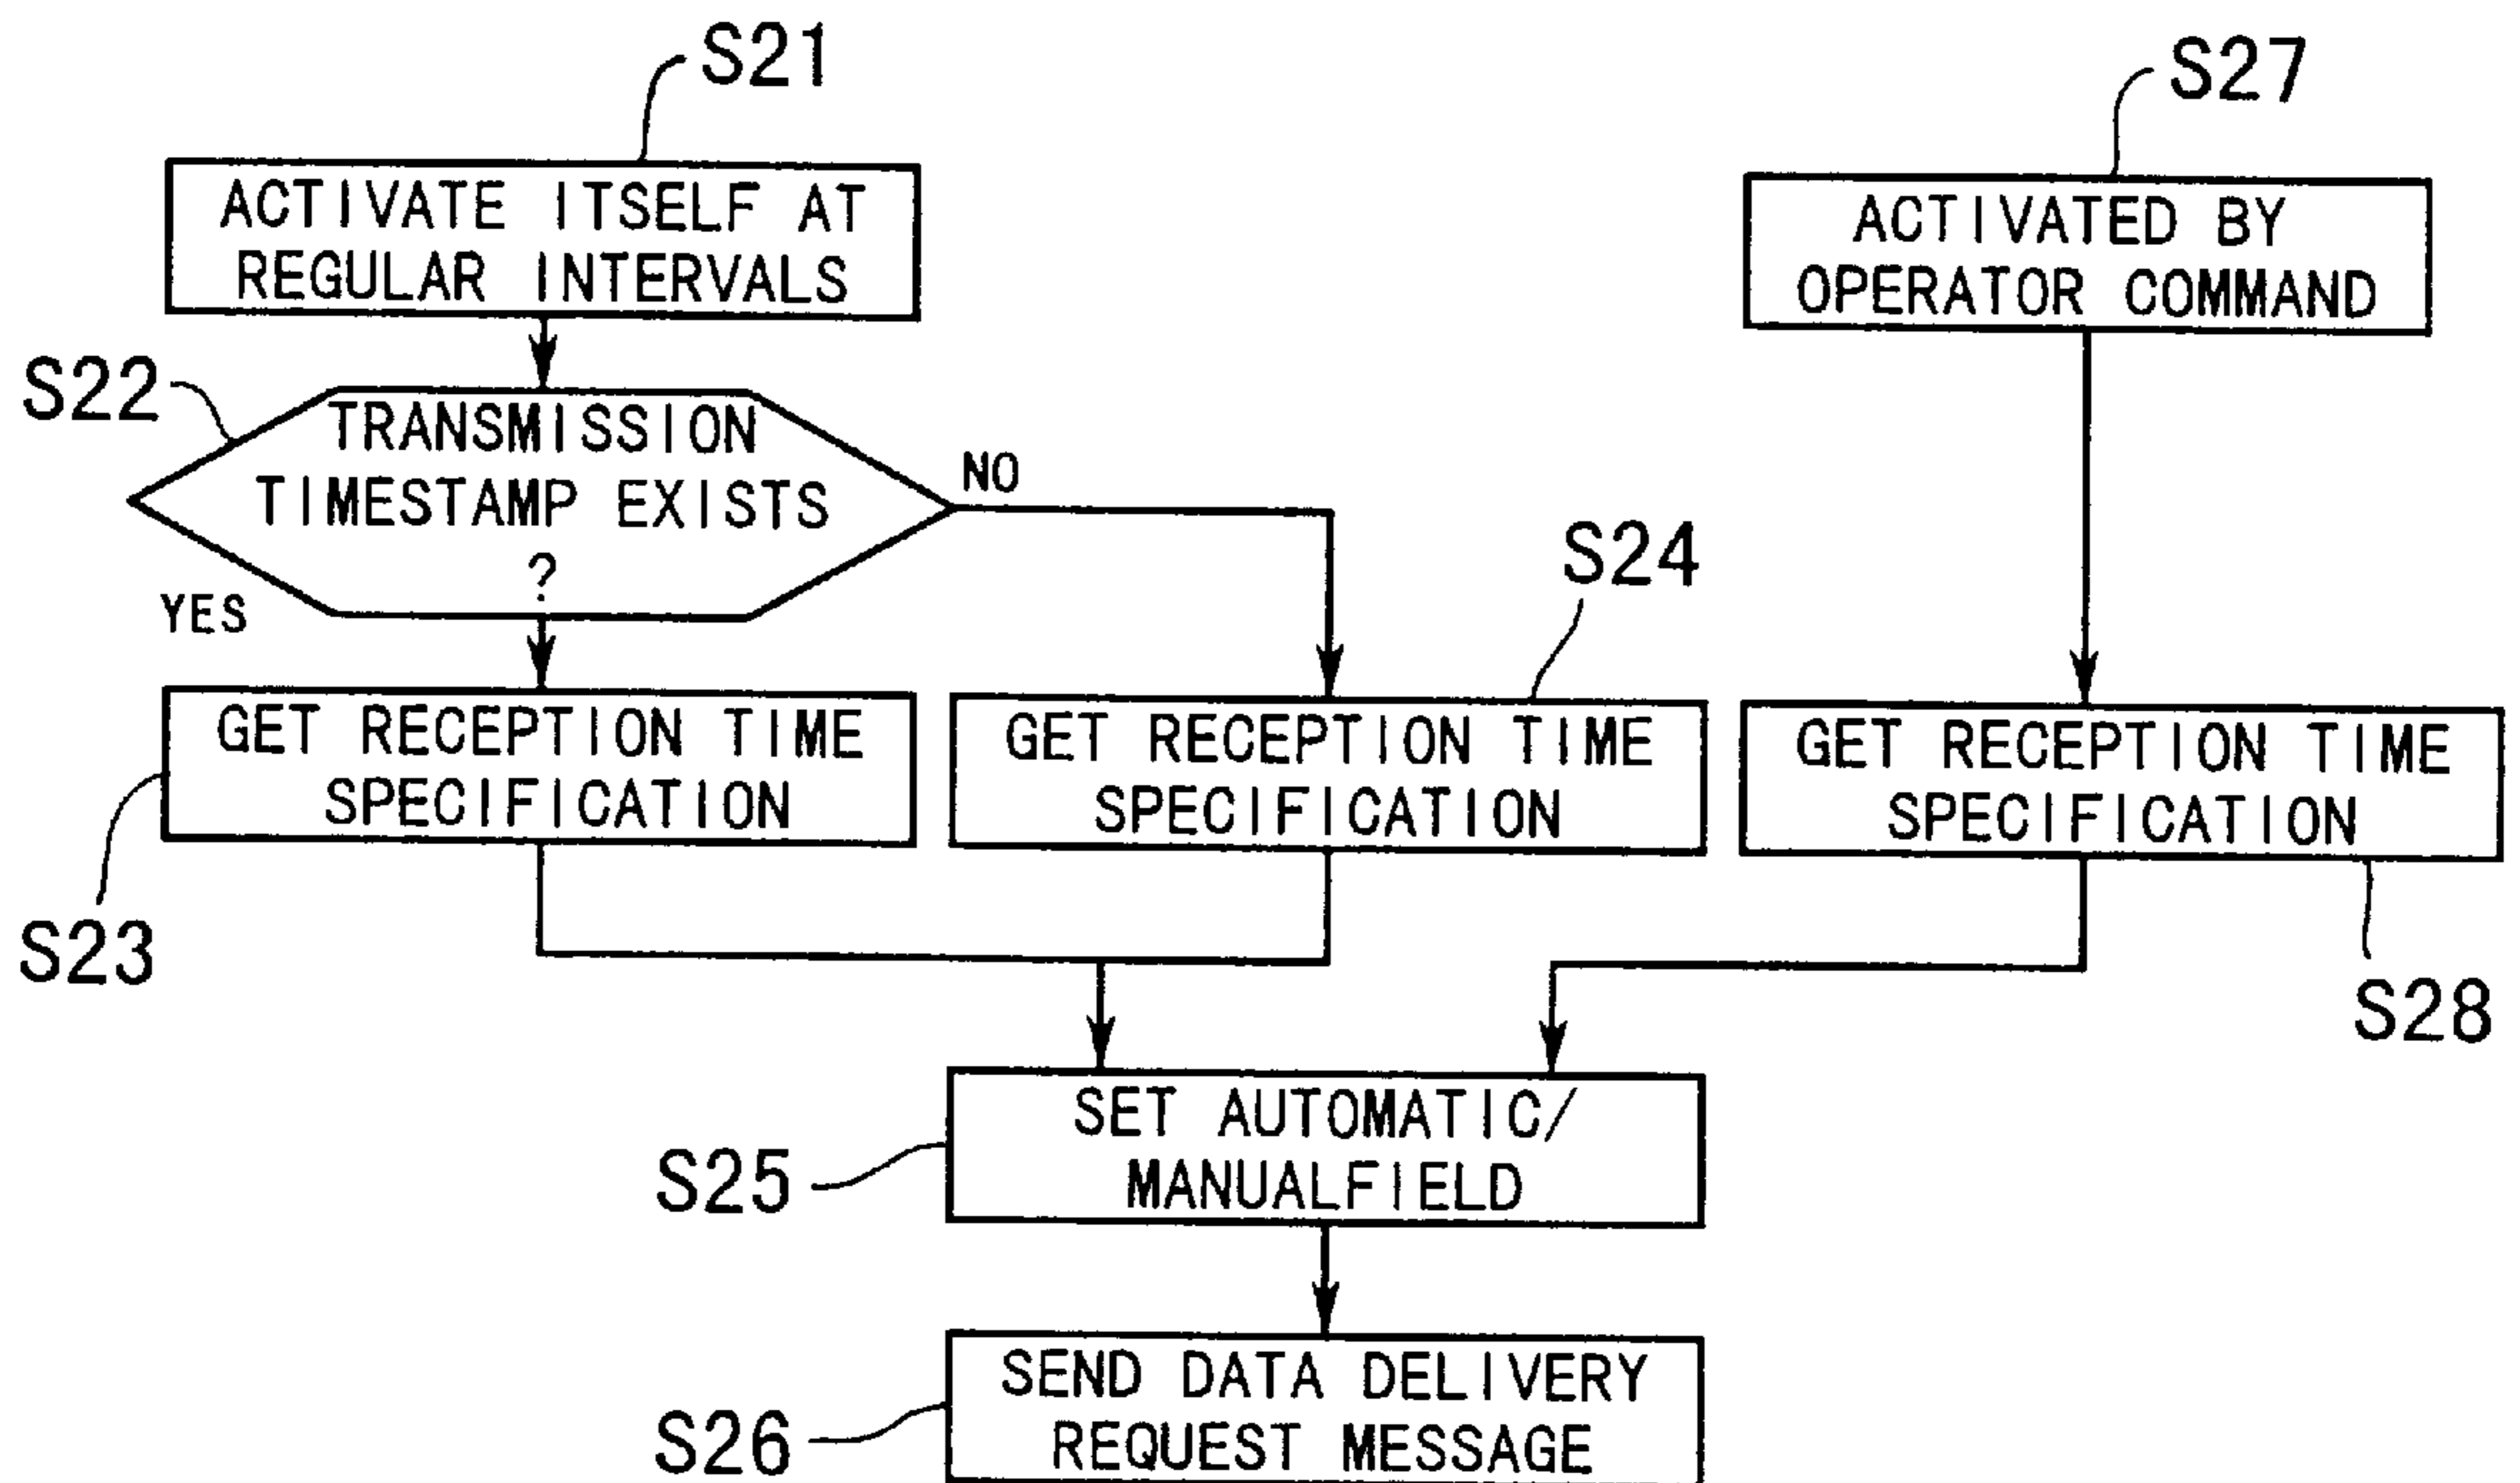 S21
S27
ACTIVATE ITSELF AT
REGULAR INTERVALS
ACTIVATED BY
OPERATOR COMMAND
S22
TRANSMISSION
TIMESTAMP EXISTS
?
NO
YES
S24
GET RECEPTION TIME
SPECIFICATION
GET RECEPTION TIME
SPECIFICATION
GET RECEPTION TIME
SPECIFICATION
S23
S28
SET AUTOMATIC/
MANUALFIELD
S25
SEND DATA DELIVERY
REQUEST MESSAGE
S26